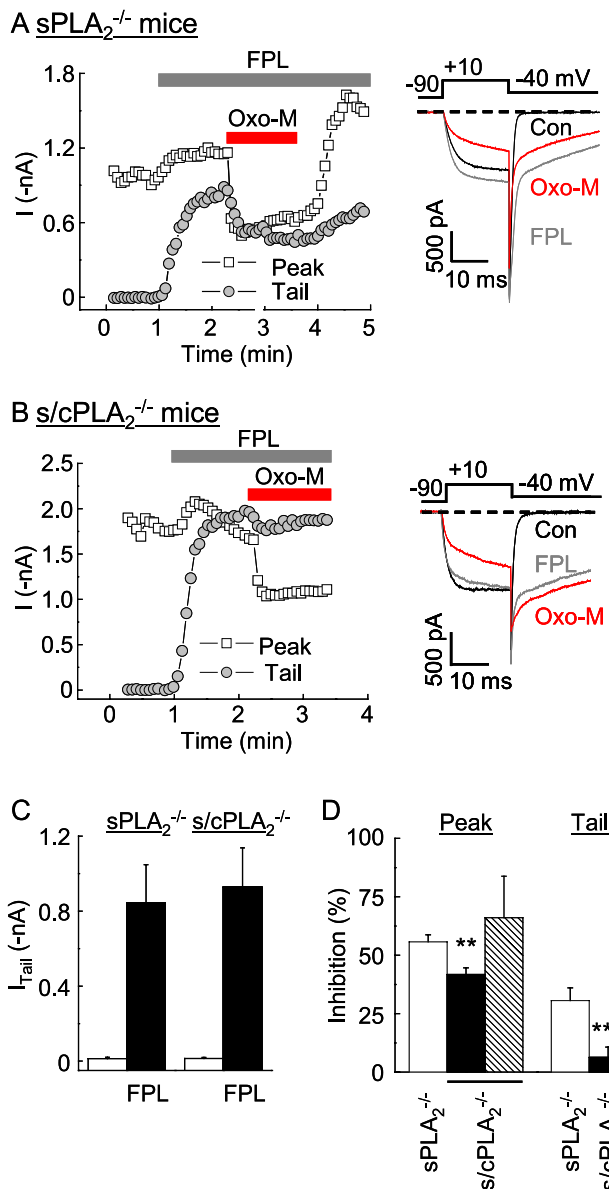 A sPLA₂⁻/⁻ mice
FPL
Oxo-M
1.8
1.2
0.6
0
I (-nA)
Peak
Tail
0 1 2 3 4 5
Time (min)
+10
-90 -40 mV
Con
Oxo-M
FPL
500 pA
10 ms
B s/cPLA₂⁻/⁻ mice
FPL
Oxo-M
2.5
2.0
1.5
1.0
0.5
0
I (-nA)
Peak
Tail
0 1 2 3 4
Time (min)
+10
-90 -40 mV
Con
FPL
Oxo-M
500 pA
10 ms
C
sPLA₂⁻/⁻ s/cPLA₂⁻/⁻
1.2
0.8
0.4
0
I_Tail (-nA)
FPL FPL
D
Peak Tail
75
50
25
0
Inhibition (%)
**
**
sPLA₂⁻/⁻
s/cPLA₂⁻/⁻
sPLA₂⁻/⁻
s/cPLA₂⁻/⁻